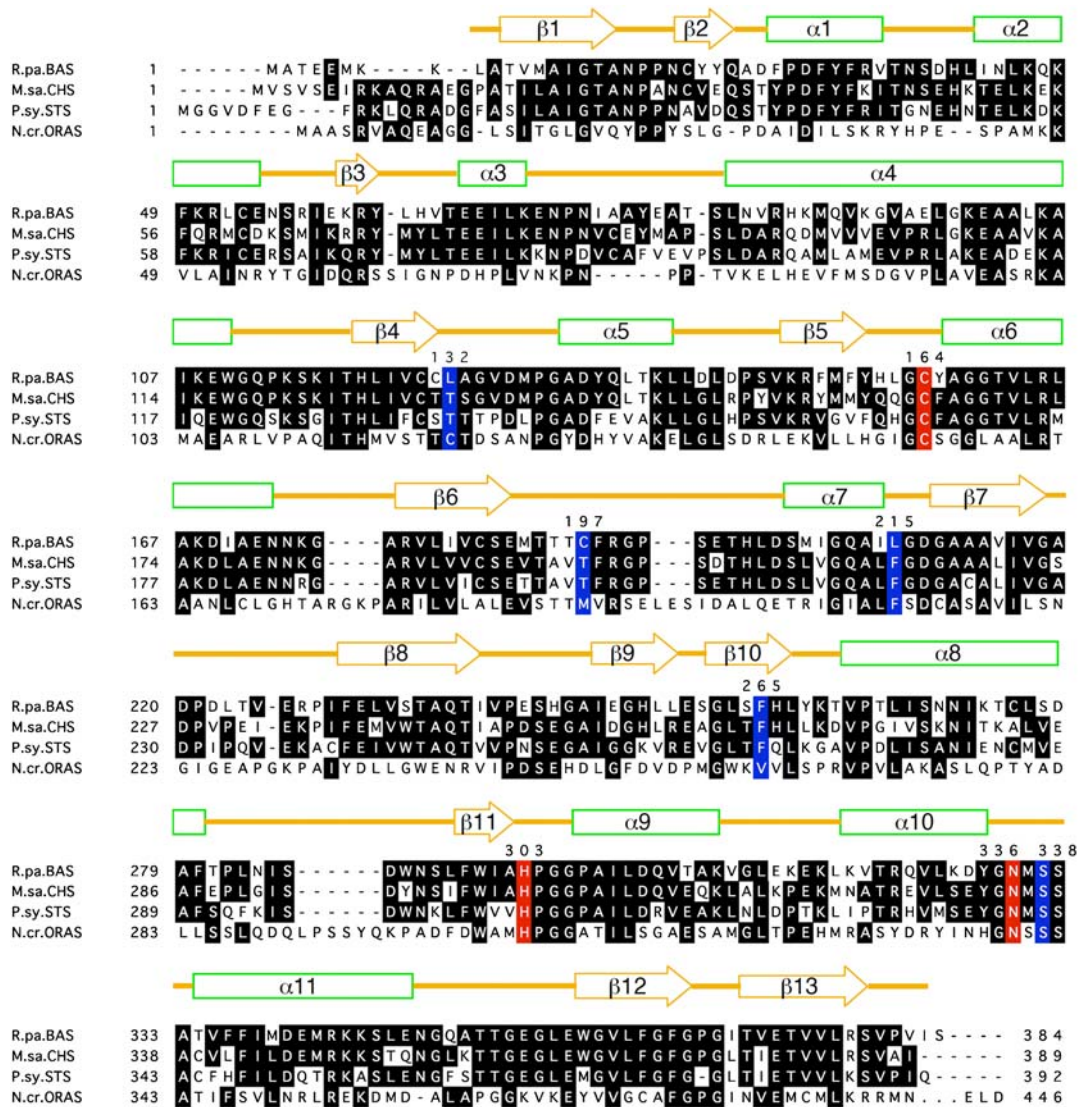 β1 β2 α1 α2
R.pa.BAS 1 ------MATEEMK----K--LATVMAIGTANPPNCYYQADFPDFYFRVTNSDHLINLKQK
M.sa.CHS 1 ----MVSVSEIRKAQRAEGPATILAIGTANPANCVEQSTYPDFYFKITNSEHKTELKEK
P.sy.STS 1 MGGVDFEG---FRKLQRADGFASILAIGTANPPNAVDQSTYPDFYFRITGNEHNTELKDK
N.cr.ORAS 1 -------MAASRVAQEAGG-LSITGLGVQYPPYSLG-PDAIDILSKRYHPE--SPAMKK
β3 α3 α4
R.pa.BAS 49 FKRLCENSRIEKRY-LHVTEEILKENPNIAAYEAT-SLNVRHKMQVKGVAELGKEAALKA
M.sa.CHS 56 FQRMCDKSMIKRRY-MYLTEEILKENPNVCEYMAP-SLDARQDMVVVEVPRLGKEAAVKA
P.sy.STS 58 FKRICERSAIKQRY-MYLTEEILKKNPDVCAFVEVPSLDARQAMLAMEVPRLAKEADEKA
N.cr.ORAS 49 VLAINRYTGIDQRSSIGNPDHPLVNKPN-----PP-TVKELHEVFMSDGVPLAVEASRKA
β4 α5 β5 α6
132 164
R.pa.BAS 107 IKEWGQPKSKITHLIVCCLAGVDMPGADYQLTKLLDLDPSVKRFMFYHLGCYAGGTVLRL
M.sa.CHS 114 IKEWGQPKSKITHLIVCTTSGVDMPGADYQLTKLLGLRPYVKRYMMYQQGCFAGGTVLRL
P.sy.STS 117 IQEWGQSKSGITHLIFCSTTTPDLPGADFEVAKLLGLHPSVKRVGVFQHGCFAGGTVLRM
N.cr.ORAS 103 MAEARLVPAQITHMVSTTCTDSANPGYDHYVAKELGLSDRLEKVLLHGIGCSGGLAALRT
β6 α7 β7
197 215
R.pa.BAS 167 AKDIAENNKG----ARVLIVCSEMTTTCFRGP---SETHLDSMIGQAILGDGAAAVIVGA
M.sa.CHS 174 AKDLAENNKG----ARVLVVCSEVTAVTFRGP---SDTHLDSLVGQALFGDGAAALIVGS
P.sy.STS 177 AKDLAENNRG----ARVLVICSETTAVTFRGP---SETHLDSLVGQALFGDGACALIVGA
N.cr.ORAS 163 AANLCLGHTARGKPARILVLALEVSTTMVRSELESIDALQETRIGIALFSDCASAVILSN
β8 β9 β10 α8
265
R.pa.BAS 220 DPDLTV-ERPIFELVSTAQTIVPESHGAIEGHLLESGLSFHLYKTVPTLISNNIKTCLSD
M.sa.CHS 227 DPVPEI-EKPIFEMVWTAQTIAPDSEGAIDGHLREAGLTFHLLKDVPGIVSKNITKALVE
P.sy.STS 230 DPIPQV-EKACFEIVWTAQTVVPNSEGAIGGKVREVGLTFQLKGAVPDLISANIENCMVE
N.cr.ORAS 223 GIGEAPGKPAIYDLLGWENRVIPDSEHDLGFDVDPMGWKVVLSPRVPVLAKASLQPTYAD
β11 α9 α10
303 336 338
R.pa.BAS 279 AFTPLNIS------DWNSLFWIAHPGGPAILDQVTAKVGLEKEKLKVTRQVLKDYGNMSS
M.sa.CHS 286 AFEPLGIS------DYNSIFWIAHPGGPAILDQVEQKLALKPEKMNATREVLSEYGNMSS
P.sy.STS 289 AFSQFKIS------DWNKLFWVVHPGGPAILDRVEAKLNLDPTKLIPTRHVMSEYGNMSS
N.cr.ORAS 283 LLSSLQDQLPSSYQKPADFDWAMHPGGATILSGAESAMGLTPEHMRASYDRYINHGNSSS
α11 β12 β13
R.pa.BAS 333 ATVFFIMDEMRKKSLENGQATTGEGLEWGVLFGFGPGITVETVVLRSVPVIS---- 384
M.sa.CHS 338 ACVLFILDEMRKKSTQNGLKTTGEGLEWGVLFGFGPGLTIETVVLRSVAI------ 389
P.sy.STS 343 ACFHFILDQTRKASLENGFSTTGEGLEMGVLFGFG-GLTIETVVLKSVPIQ----- 392
N.cr.ORAS 343 ATIFSVLNRLREKDMD-ALAPGGKVKEYVVGCAFGPGINVEMCMLKRRMN...ELD 446